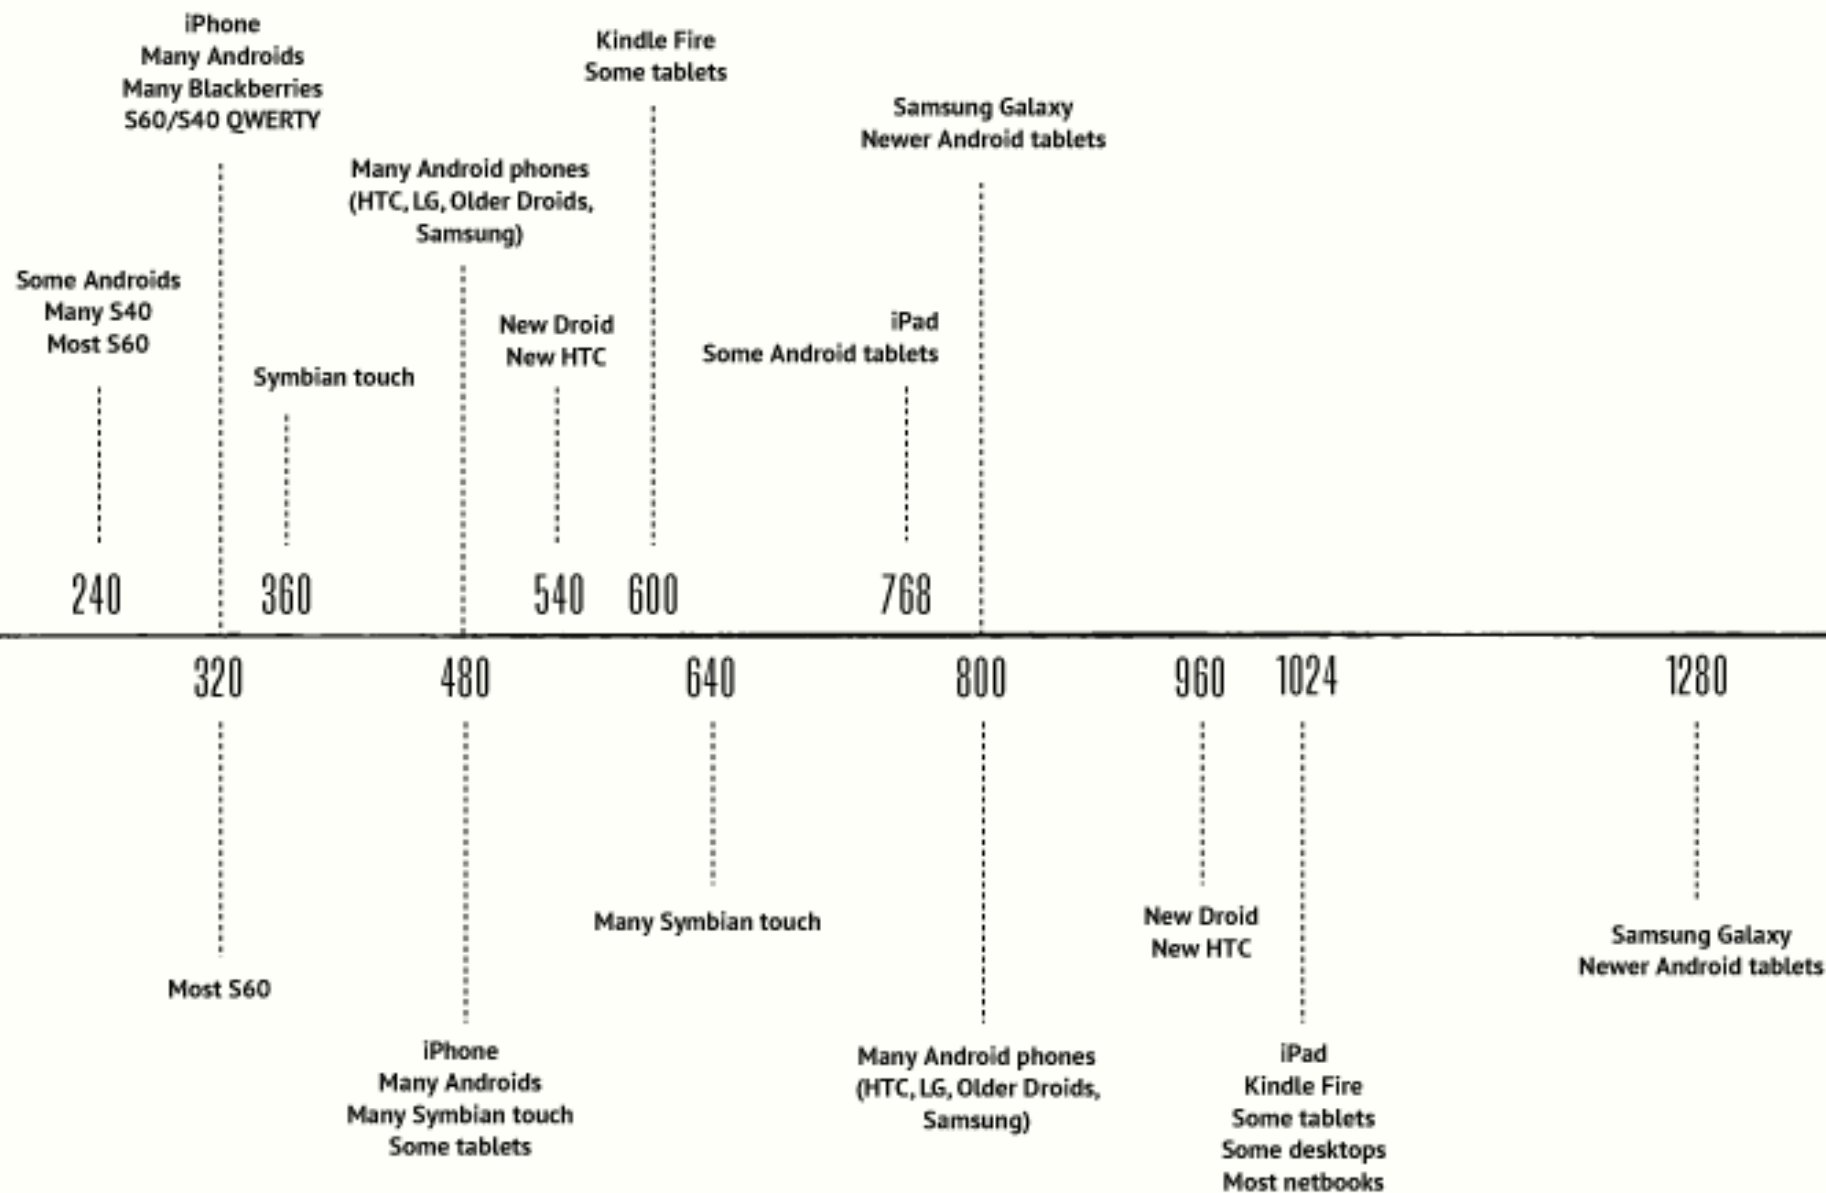 iPhone
Many Androids
Many Blackberries
S60/S40 QWERTY
Kindle Fire
Some tablets
Samsung Galaxy
Newer Android tablets
Many Android phones
(HTC, LG, Older Droids,
Samsung)
Some Androids
Many S40
Most S60
New Droid
New HTC
iPad
Some Android tablets
Symbian touch
240
360
540
600
768
320
480
640
800
960
1024
1280
Many Symbian touch
New Droid
New HTC
Samsung Galaxy
Newer Android tablets
Most S60
iPhone
Many Androids
Many Symbian touch
Some tablets
Many Android phones
(HTC, LG, Older Droids,
Samsung)
iPad
Kindle Fire
Some tablets
Some desktops
Most netbooks